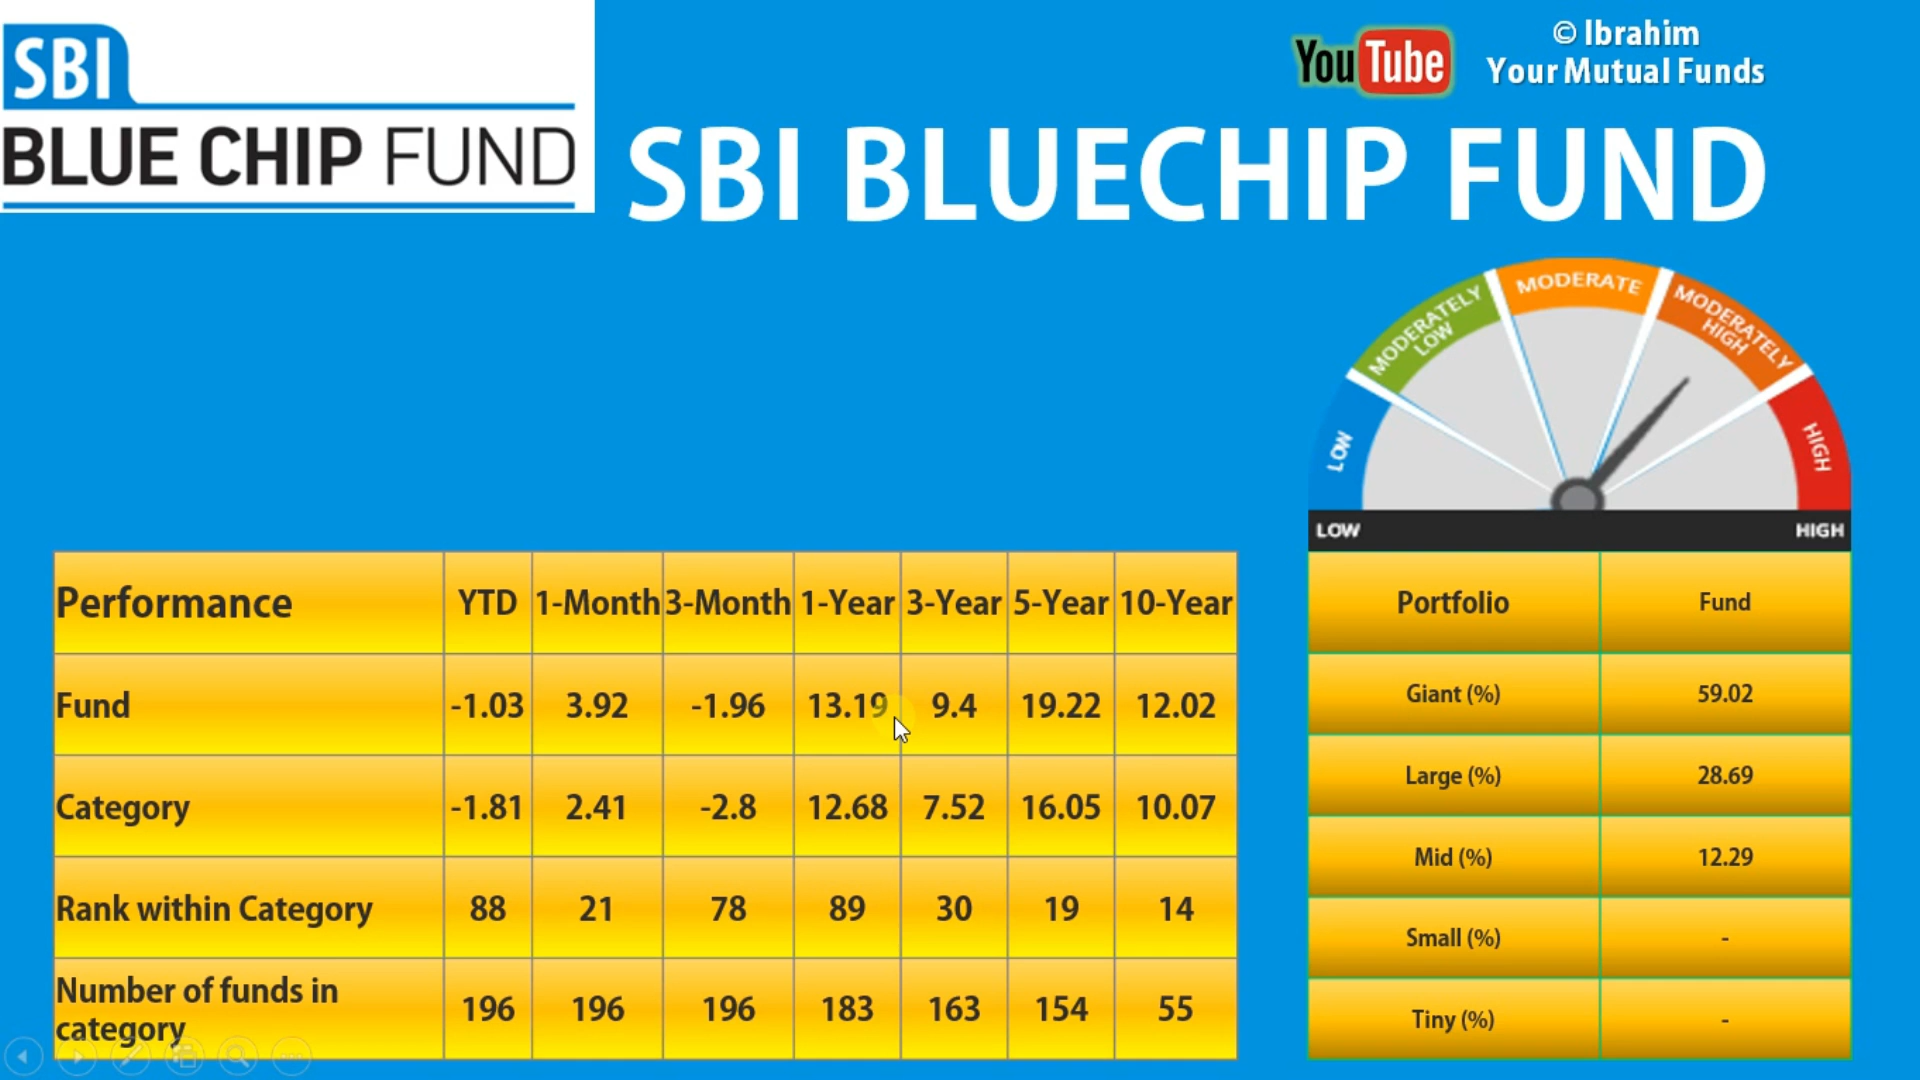 SBI
BLUE CHIP FUND
YouTube
© Ibrahim
Your Mutual Funds
SBI BLUECHIP FUND
LOW
MODERATELY
LOW
MODERATE
MODERATELY
HIGH
HIGH
LOW HIGH
Performance YTD 1-Month 3-Month 1-Year 3-Year 5-Year 10-Year
Fund -1.03 3.92 -1.96 13.19 9.4 19.22 12.02
Category -1.81 2.41 -2.8 12.68 7.52 16.05 10.07
Rank within Category 88 21 78 89 30 19 14
Number of funds in
category 196 196 196 183 163 154 55
Portfolio Fund
Giant (%) 59.02
Large (%) 28.69
Mid (%) 12.29
Small (%) -
Tiny (%) -